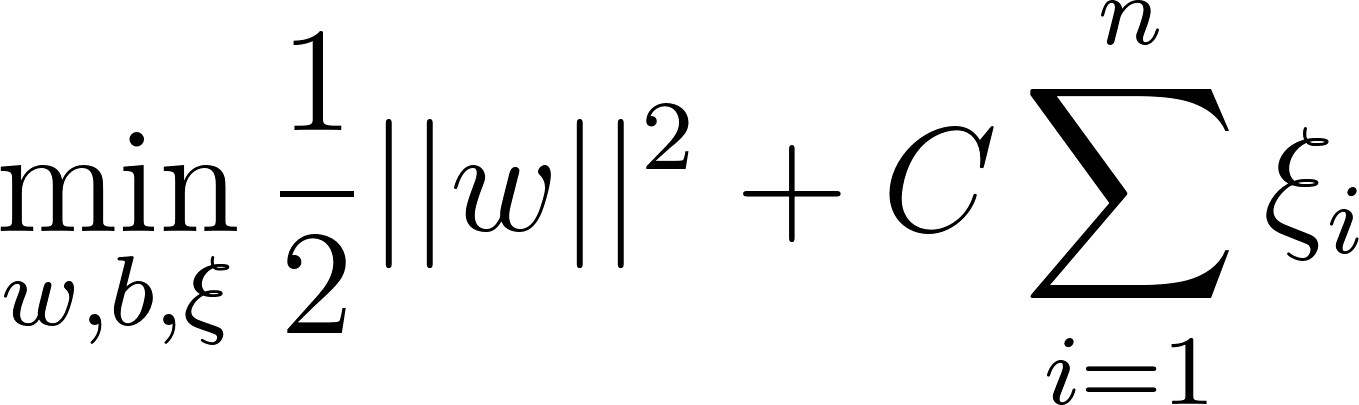 \min_{w,b,\xi} \frac{1}{2} ||w||^2 + C \sum_{i=1}^{n} \xi_i